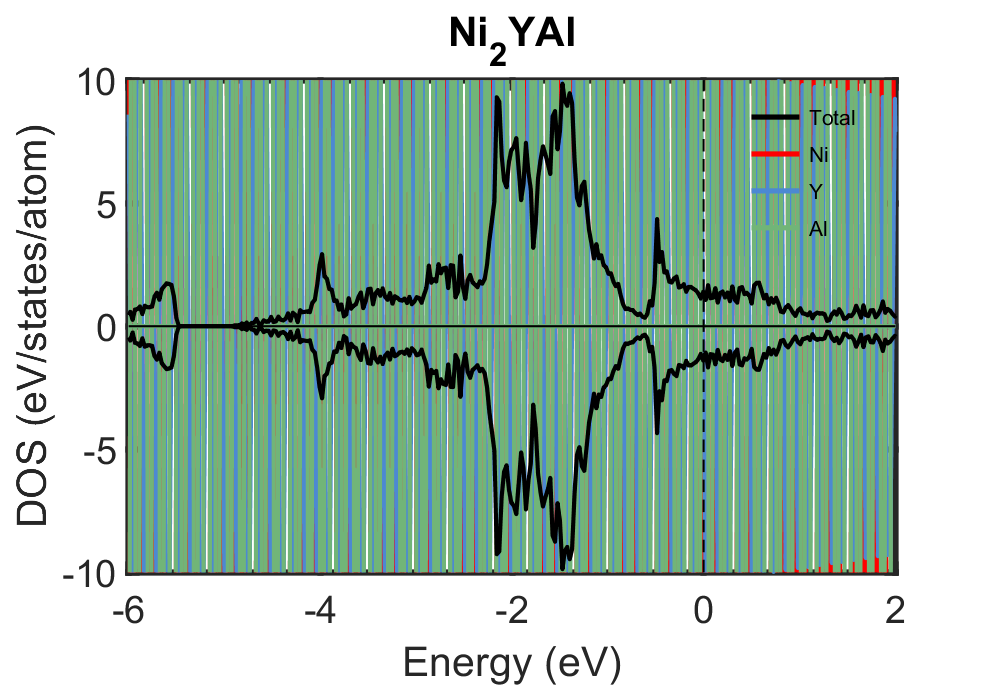 Ni2YAl
DOS (eV/states/atom)
10
5
0
-5
-10
Total
Ni
Y
Al
-6 -4 -2 0 2
Energy (eV)